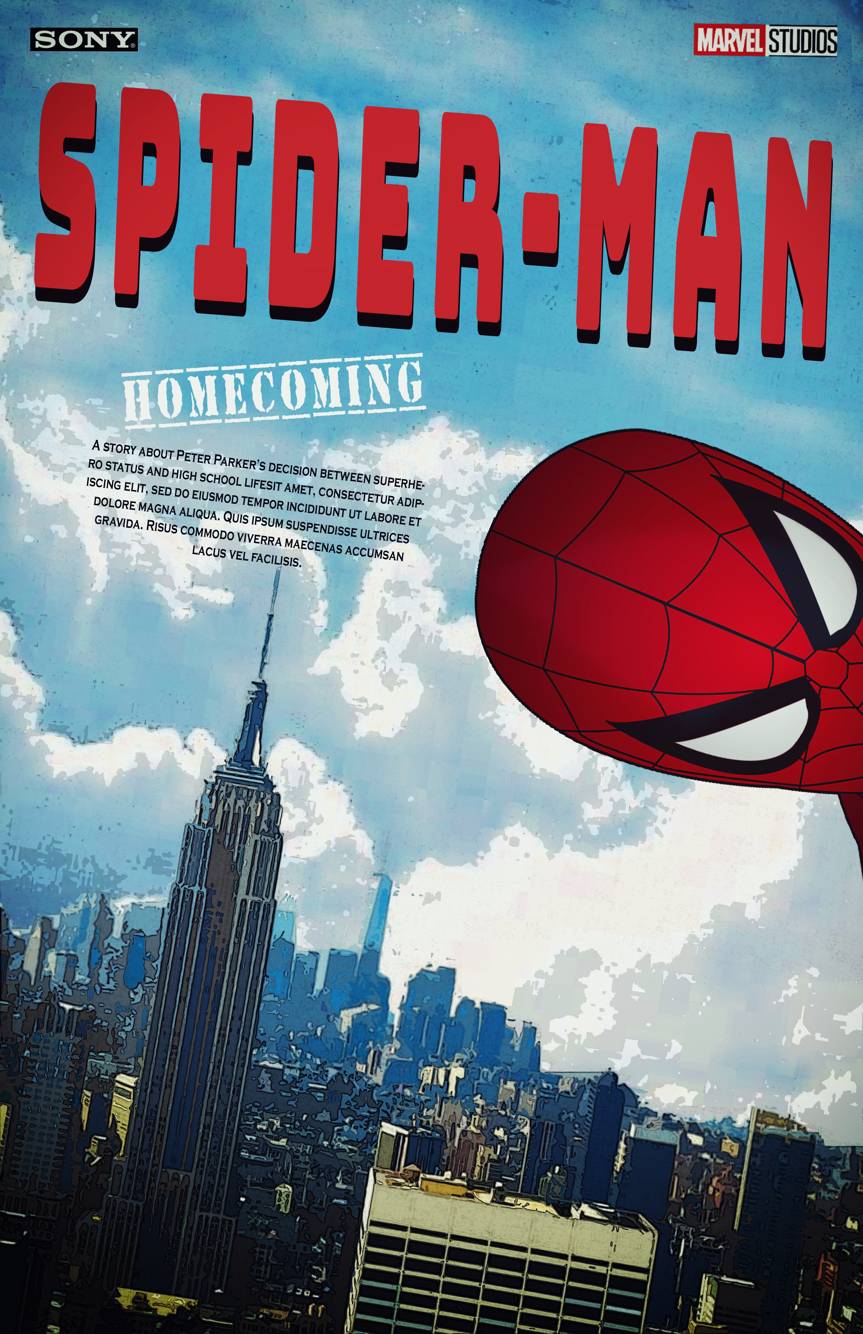 SONY
MARVEL STUDIOS
SPIDER-MAN
HOMECOMING
A STORY ABOUT PETER PARKER'S DECISION BETWEEN SUPERHE-
RO STATUS AND HIGH SCHOOL LIFESIT AMET, CONSECTETUR ADIP-
ISCING ELIT, SED DO EIUSMOD TEMPOR INCIDIDUNT UT LABORE ET
DOLORE MAGNA ALIQUA. QUIS IPSUM SUSPENDISSE ULTRICES
GRAVIDA. RISUS COMMODO VIVERRA MAECENAS ACCUMSAN
LACUS VEL FACILISIS.